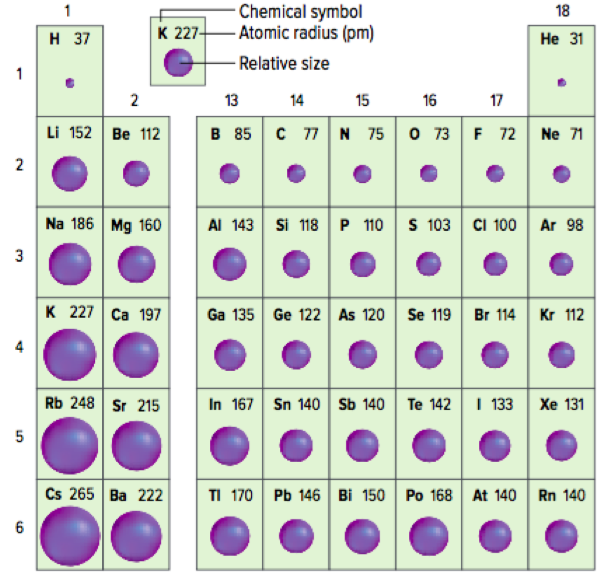 1 18
Chemical symbol
H 37 K 227 Atomic radius (pm) He 31
Relative size
1
2 13 14 15 16 17
Li 152 Be 112 B 85 C 77 N 75 O 73 F 72 Ne 71
2
Na 186 Mg 160 Al 143 Si 118 P 110 S 103 Cl 100 Ar 98
3
K 227 Ca 197 Ga 135 Ge 122 As 120 Se 119 Br 114 Kr 112
4
Rb 248 Sr 215 In 167 Sn 140 Sb 140 Te 142 I 133 Xe 131
5
Cs 265 Ba 222 Tl 170 Pb 146 Bi 150 Po 168 At 140 Rn 140
6